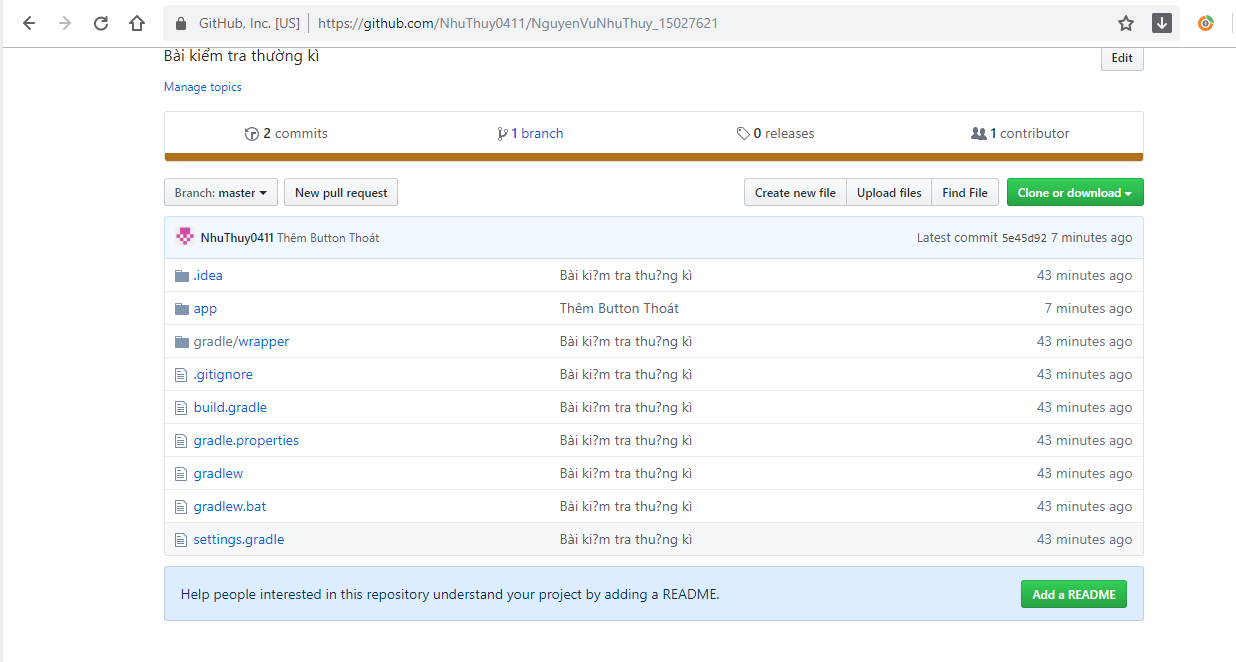 GitHub, Inc. [US] https://github.com/NhuThuy0411/NguyenVuNhuThuy_15027621
Bài kiểm tra thường kì Edit
Manage topics
2 commits 1 branch 0 releases 1 contributor
Branch: master New pull request Create new file Upload files Find File Clone or download
NhuThuy0411 Thêm Button Thoát Latest commit 5e45d92 7 minutes ago
.idea Bài ki?m tra thu?ng kì 43 minutes ago
app Thêm Button Thoát 7 minutes ago
gradle/wrapper Bài ki?m tra thu?ng kì 43 minutes ago
.gitignore Bài ki?m tra thu?ng kì 43 minutes ago
build.gradle Bài ki?m tra thu?ng kì 43 minutes ago
gradle.properties Bài ki?m tra thu?ng kì 43 minutes ago
gradlew Bài ki?m tra thu?ng kì 43 minutes ago
gradlew.bat Bài ki?m tra thu?ng kì 43 minutes ago
settings.gradle Bài ki?m tra thu?ng kì 43 minutes ago
Help people interested in this repository understand your project by adding a README. Add a README